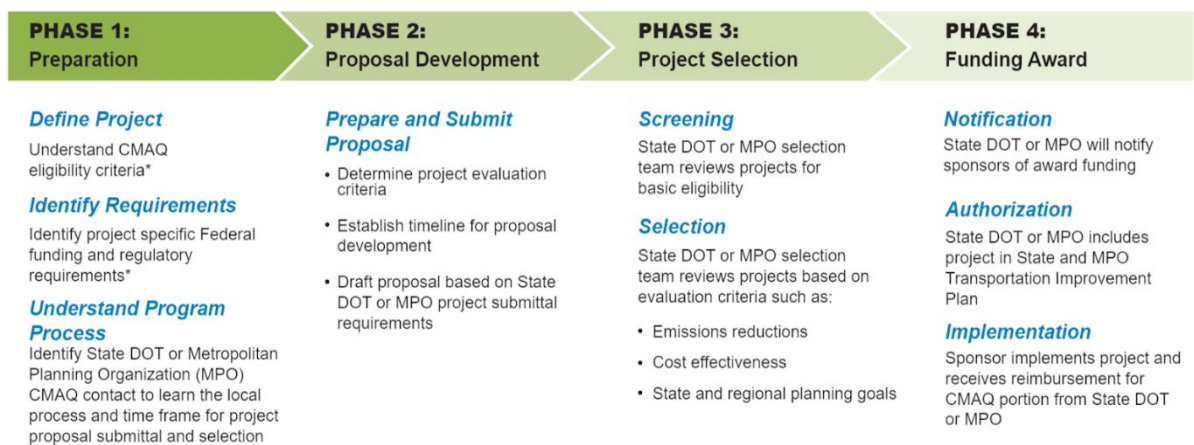 PHASE 1:
Preparation
Define Project
Understand CMAQ
eligibility criteria*
Identify Requirements
Identify project specific Federal
funding and regulatory
requirements*
Understand Program
Process
Identify State DOT or Metropolitan
Planning Organization (MPO)
CMAQ contact to learn the local
process and time frame for project
proposal submittal and selection
PHASE 2:
Proposal Development
Prepare and Submit
Proposal
• Determine project evaluation
criteria
• Establish timeline for proposal
development
• Draft proposal based on State
DOT or MPO project submittal
requirements
PHASE 3:
Project Selection
Screening
State DOT or MPO selection
team reviews projects for
basic eligibility
Selection
State DOT or MPO selection
team reviews projects based on
evaluation criteria such as:
• Emissions reductions
• Cost effectiveness
• State and regional planning goals
PHASE 4:
Funding Award
Notification
State DOT or MPO will notify
sponsors of award funding
Authorization
State DOT or MPO includes
project in State and MPO
Transportation Improvement
Plan
Implementation
Sponsor implements project and
receives reimbursement for
CMAQ portion from State DOT
or MPO